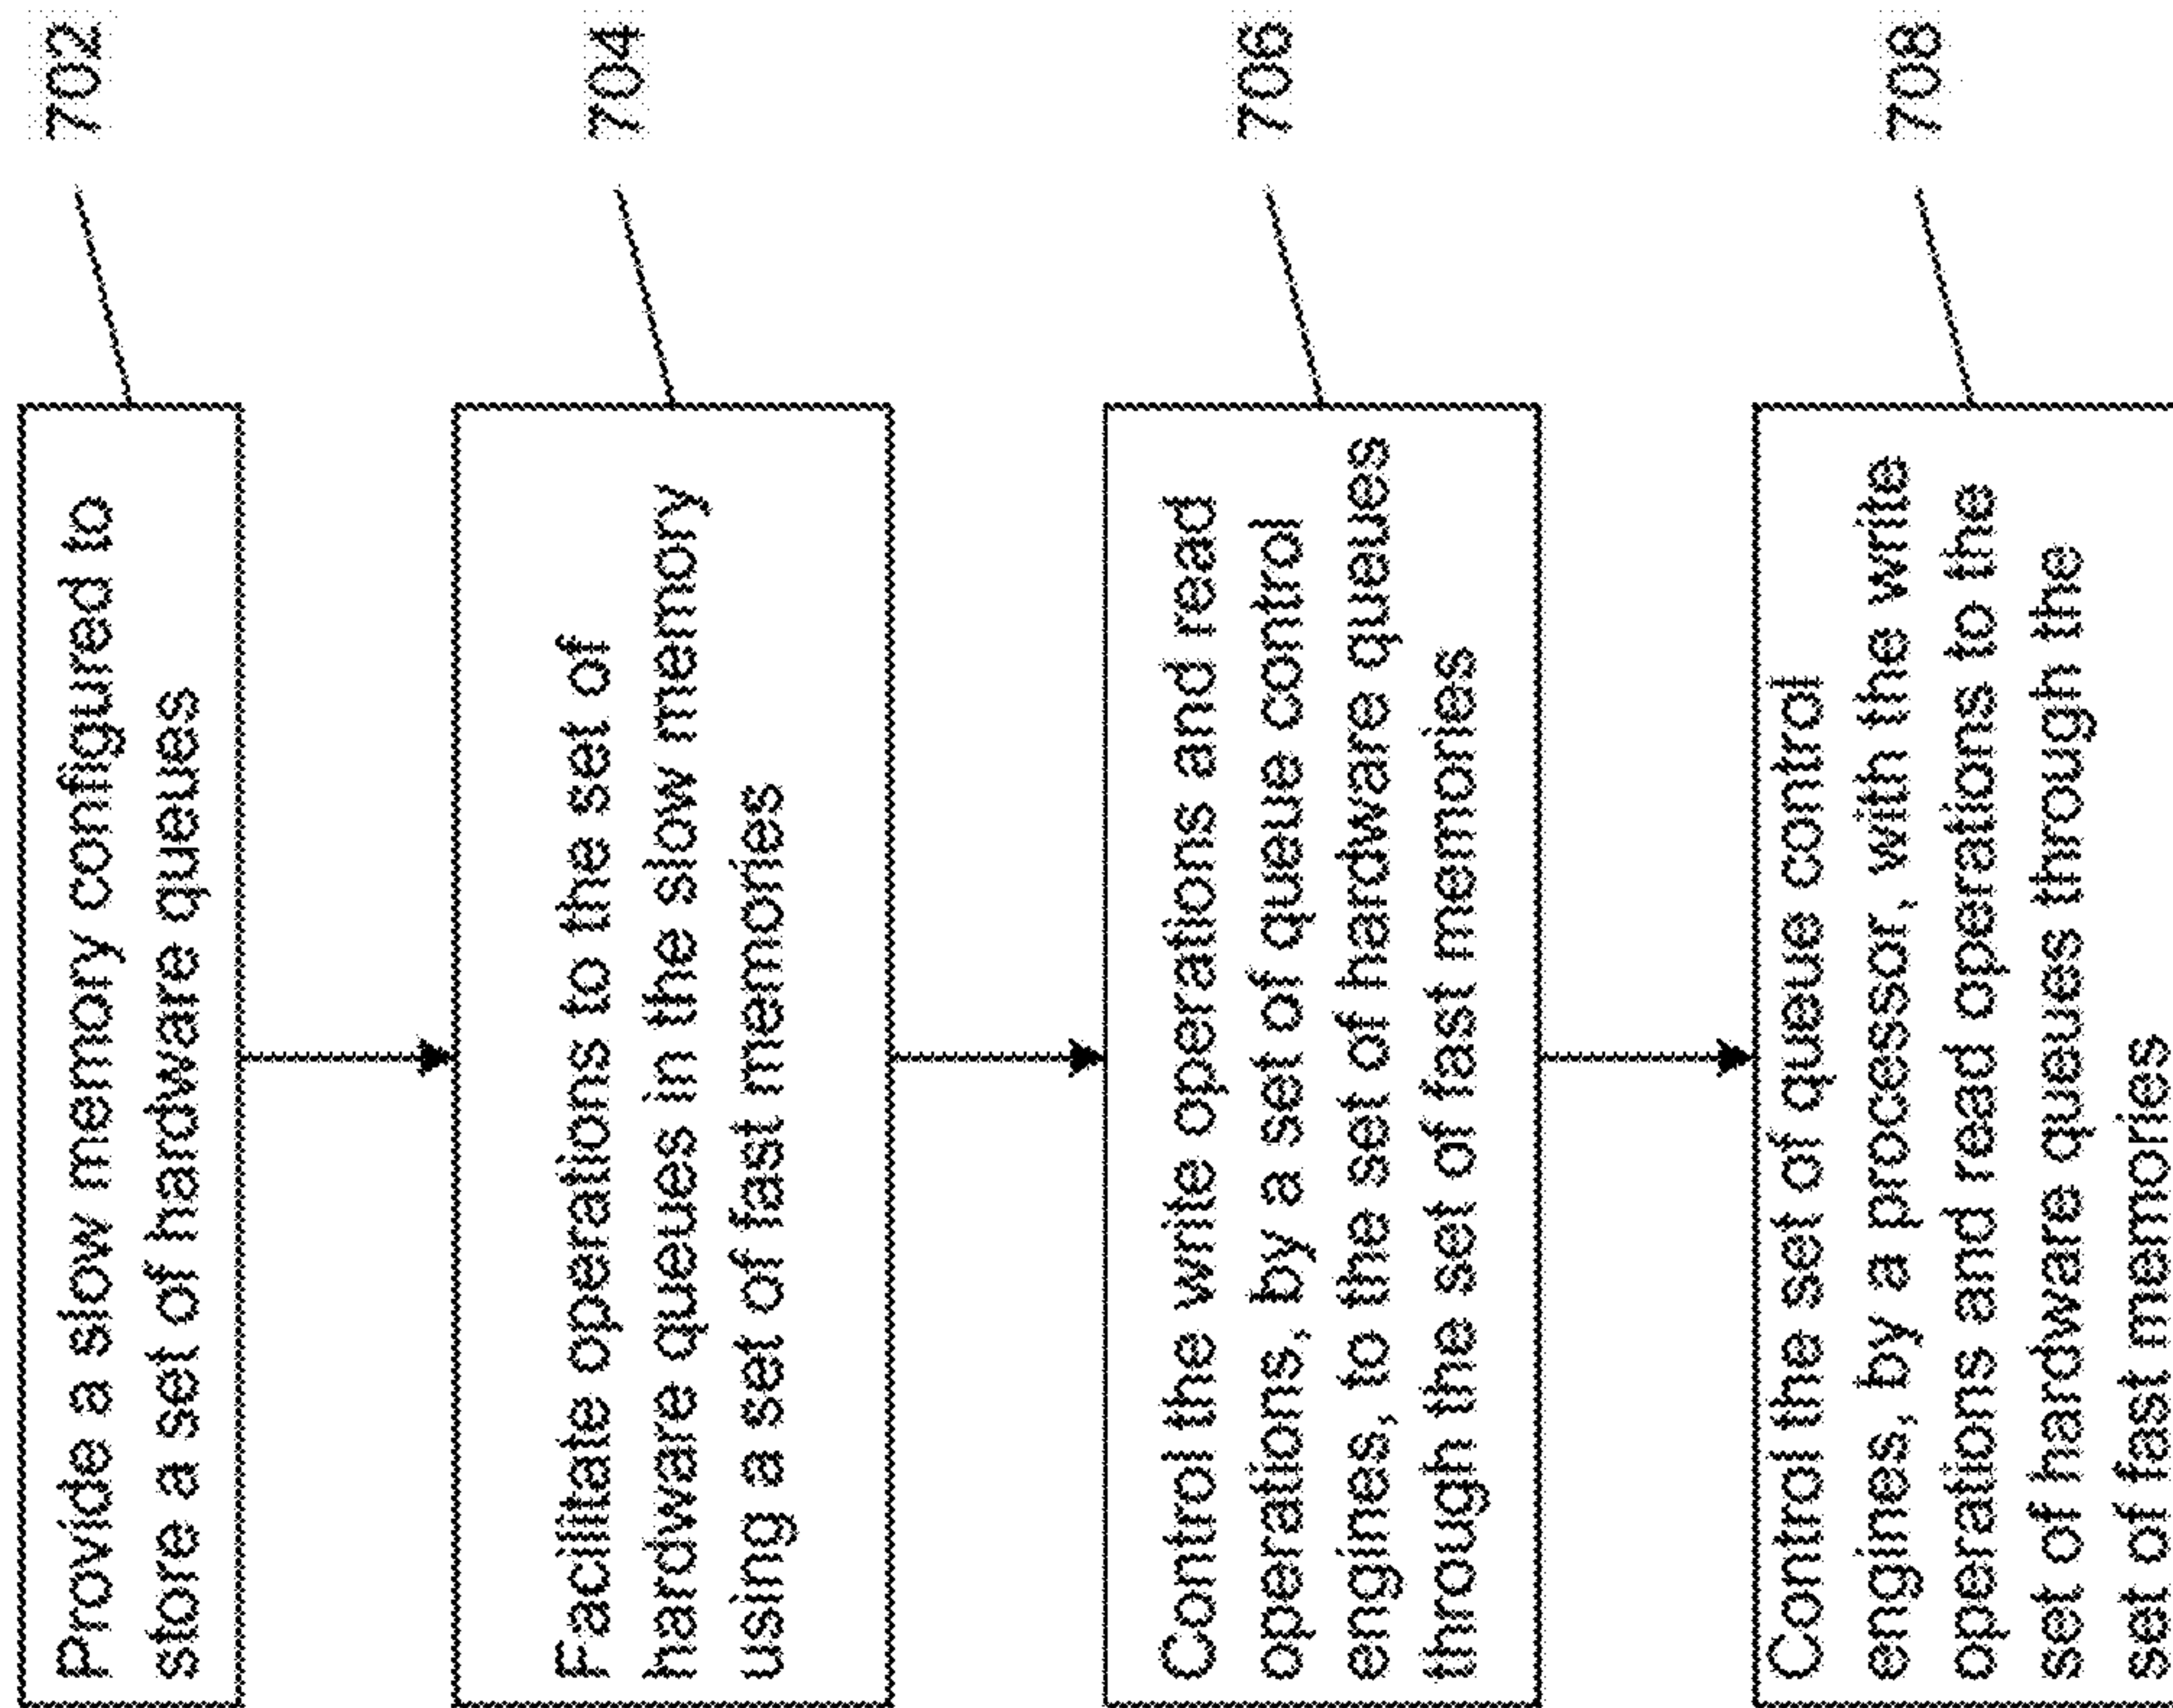 702
Provide a slow memory configured to
store a set of hardware queues
704
Facilitate operations to the set of
hardware queues in the slow memory
using a set of fast memories
706
Control the write operations and read
operations, by a set of queue control
engines, to the set of hardware queues
through the set of fast memories
708
Control the set of queue control
engines, by a processor, with the write
operations and read operations to the
set of hardware queues through the
set of fast memories